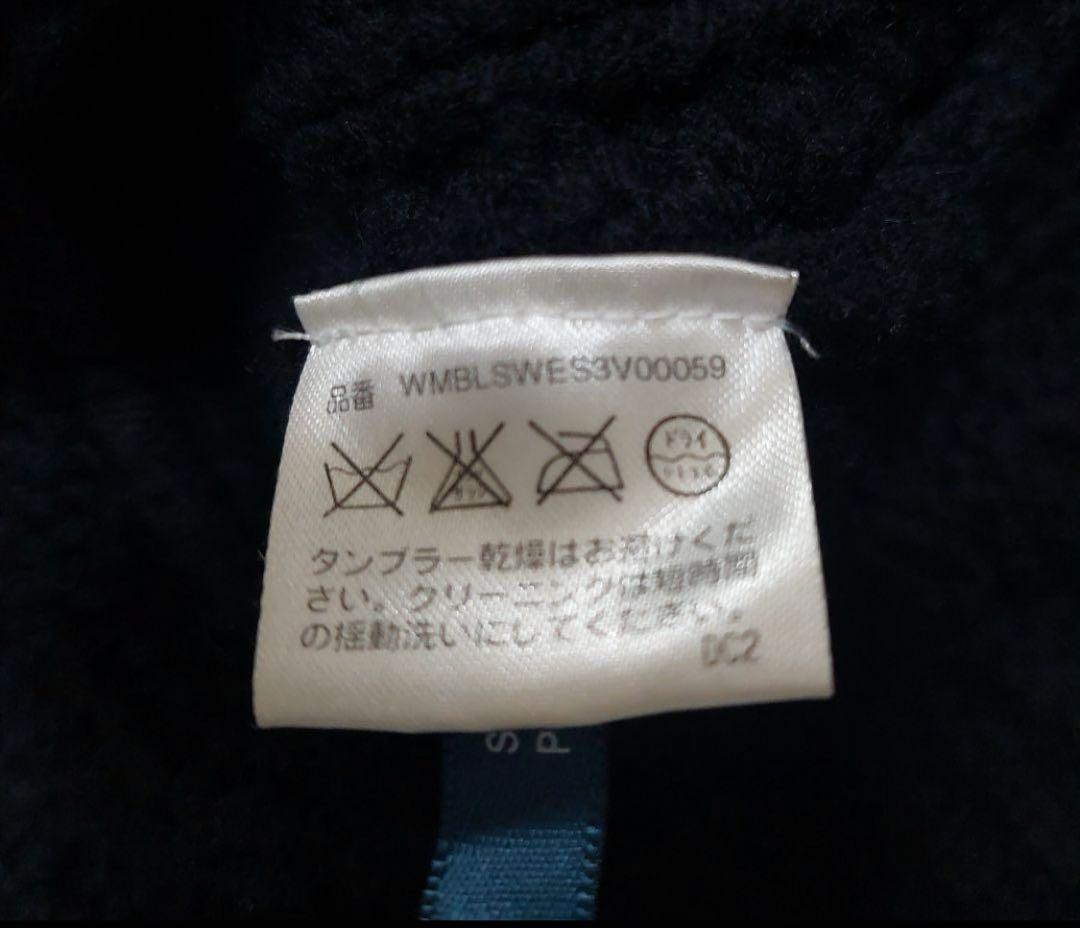 品番 WMBLSWES3V00059
ドライ
タンブラー乾燥はお避けくだ
さい。クリーニングは短時間
の揺動洗いにしてください。
DC2
S
P